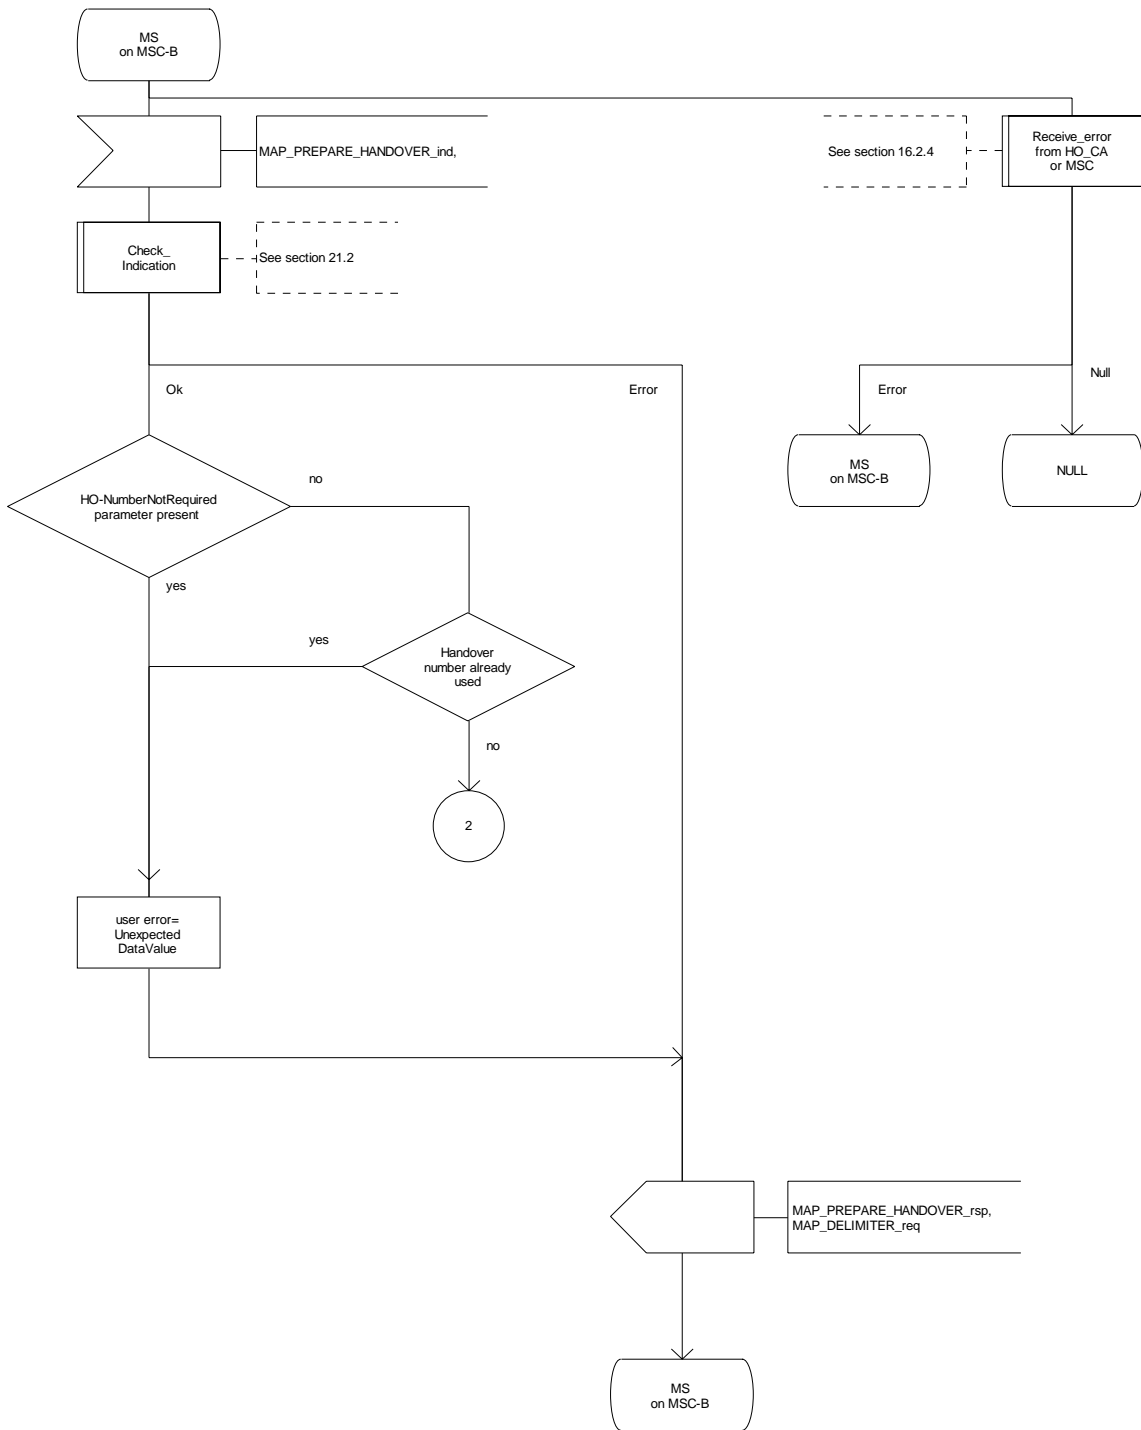 MS
on MSC-B
MAP_PREPARE_HANDOVER_ind,
See section 16.2.4
Receive_error
from HO_CA
or MSC
Check_
Indication
See section 21.2
Ok
Error
Error
Null
MS
on MSC-B
NULL
HO-NumberNotRequired
parameter present
no
yes
yes
Handover
number already
used
no
2
user error=
Unexpected
DataValue
MAP_PREPARE_HANDOVER_rsp,
MAP_DELIMITER_req
MS
on MSC-B